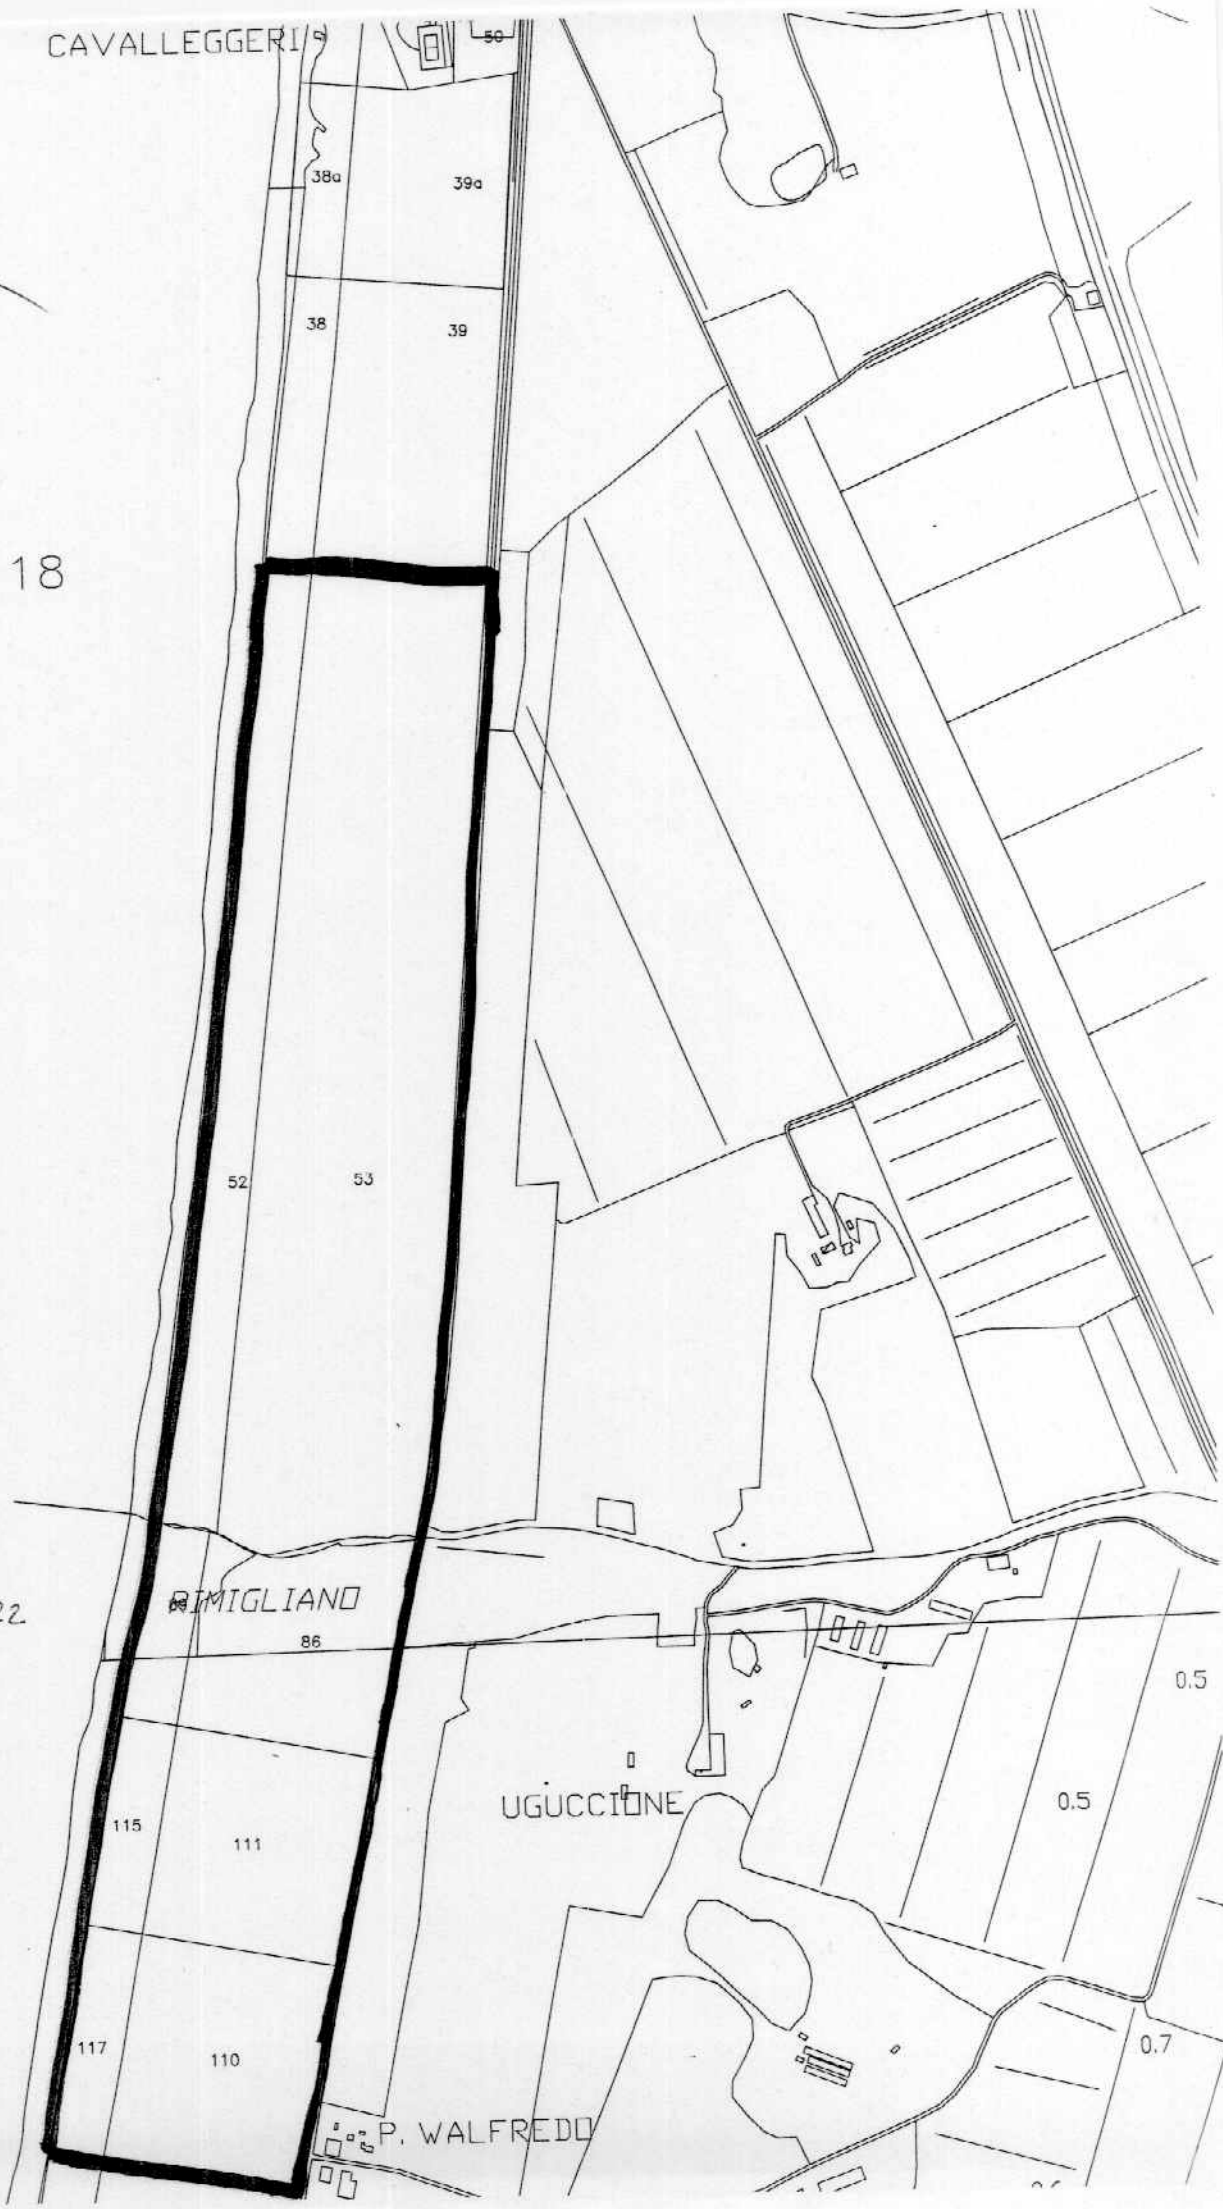 CAVALLEGGERI
50
38a
39a
38
39
18
52
53
RIMIGLIANO
22
86
0.5
UGUCCIONE
0.5
115
111
117
110
0.7
P. WALFREDO